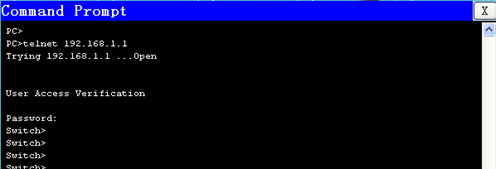 Command Prompt
X
PC>
PC>telnet 192.168.1.1
Trying 192.168.1.1 ...Open
User Access Verification
Password:
Switch>
Switch>
Switch>
Switch>